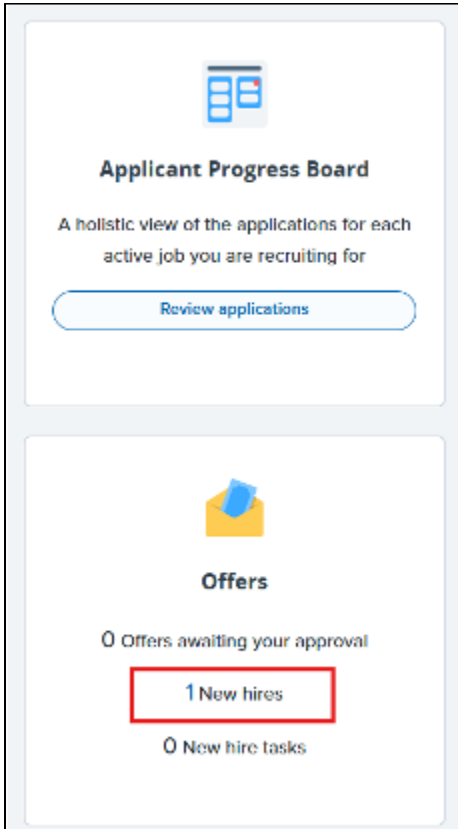 Applicant Progress Board
A holistic view of the applications for each
active job you are recruiting for
Review applications
Offers
0 Offers awaiting your approval
1 New hires
0 New hire tasks